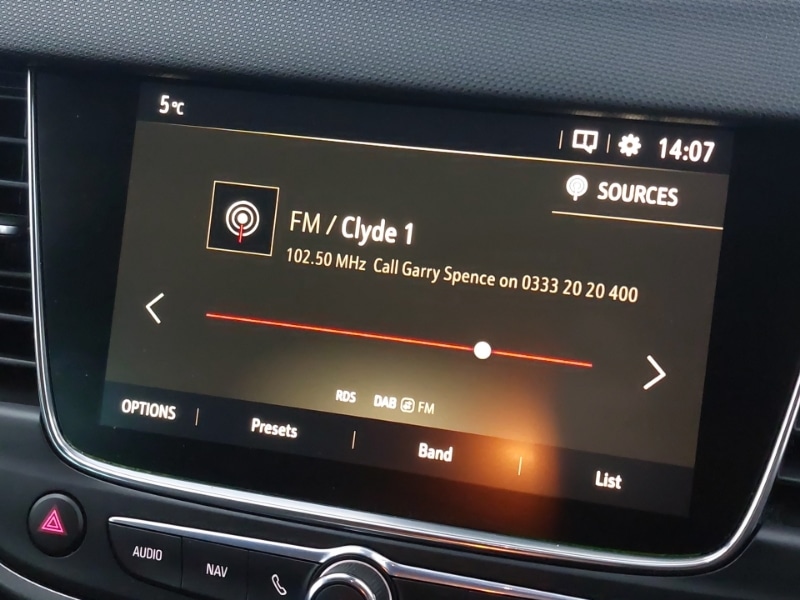 5°C
14:07
SOURCES
FM / Clyde 1
102.50 MHz Call Garry Spence on 0333 20 20 400
RDS DAB FM
OPTIONS Presets Band List
AUDIO NAV